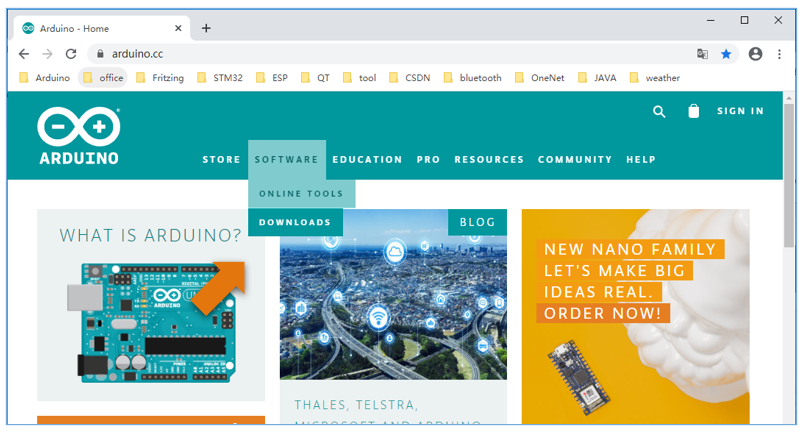 Arduino - Home
arduino.cc
Arduino office Fritzing STM32 ESP QT tool CSDN bluetooth OneNet JAVA weather
SIGN IN
ARDUINO
STORE SOFTWARE EDUCATION PRO RESOURCES COMMUNITY HELP
ONLINE TOOLS
DOWNLOADS
BLOG
WHAT IS ARDUINO?
ARDUINO
NEW NANO FAMILY
LET'S MAKE BIG
IDEAS REAL.
ORDER NOW!
THALES, TELSTRA,
MICROSOFT AND ARDUINO